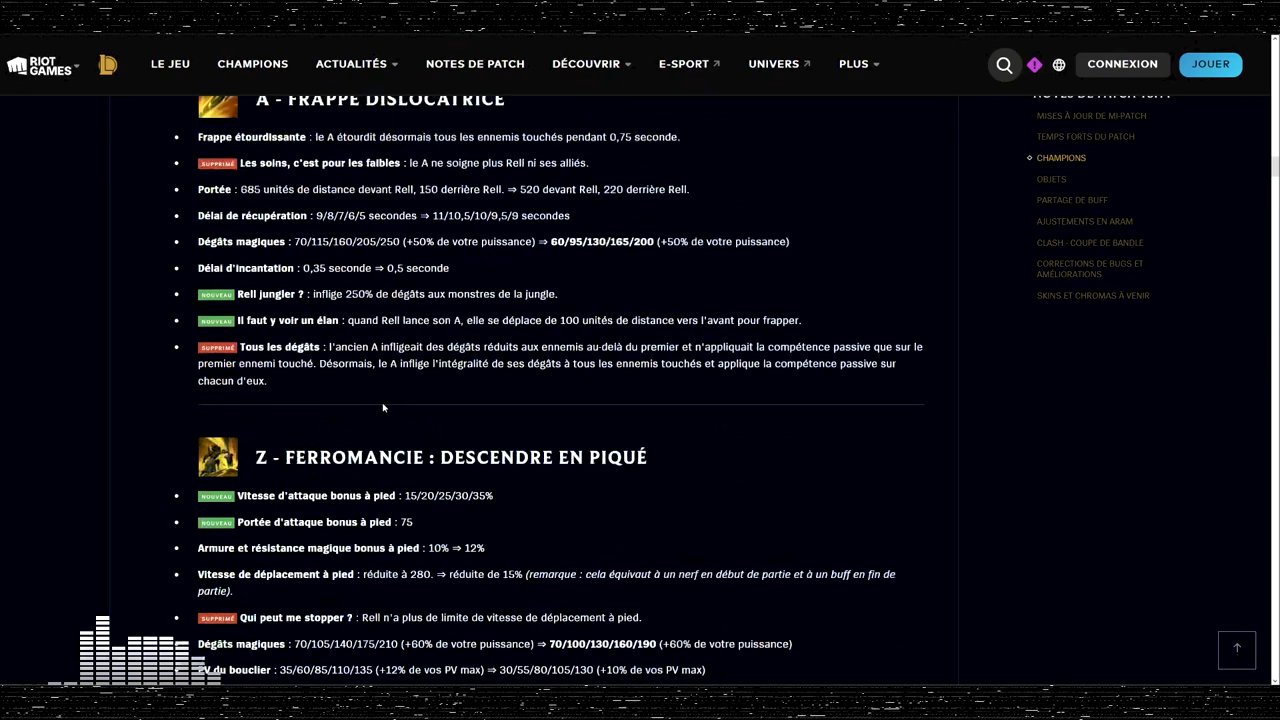 RIOT GAMES
LE JEU
CHAMPIONS
ACTUALITÉS
NOTES DE PATCH
DÉCOUVRIR
E-SPORT
UNIVERS
PLUS
CONNEXION
JOUER
A - FRAPPE DISLOCATRICE
Frappe étourdissante : le A étourdit désormais tous les ennemis touchés pendant 0,75 seconde.
SUPPRIMÉ Les soins, c'est pour les faibles : le A ne soigne plus Rell ni ses alliés.
Portée : 685 unités de distance devant Rell, 150 derrière Rell. ⇒ 520 devant Rell, 220 derrière Rell.
Délai de récupération : 9/8/7/6/5 secondes ⇒ 11/10,5/10/9,5/9 secondes
Dégâts magiques : 70/115/160/205/250 (+50% de votre puissance) ⇒ 60/95/130/165/200 (+50% de votre puissance)
Délai d'incantation : 0,35 seconde ⇒ 0,5 seconde
NOUVEAU Rell jungler ? : inflige 250% de dégâts aux monstres de la jungle.
NOUVEAU Il faut y voir un élan : quand Rell lance son A, elle se déplace de 100 unités de distance vers l'avant pour frapper.
SUPPRIMÉ Tous les dégâts : l'ancien A infligeait des dégâts réduits aux ennemis au-delà du premier et n'appliquait la compétence passive que sur le
premier ennemi touché. Désormais, le A inflige l'intégralité de ses dégâts à tous les ennemis touchés et applique la compétence passive sur
chacun d'eux.
Z - FERROMANCIE : DESCENDRE EN PIQUÉ
NOUVEAU Vitesse d'attaque bonus à pied : 15/20/25/30/35%
NOUVEAU Portée d'attaque bonus à pied : 75
Armure et résistance magique bonus à pied : 10% ⇒ 12%
Vitesse de déplacement à pied : réduite à 280. ⇒ réduite de 15% (remarque : cela équivaut à un nerf en début de partie et à un buff en fin de
partie).
SUPPRIMÉ Qui peut me stopper ? : Rell n'a plus de limite de vitesse de déplacement à pied.
Dégâts magiques : 70/105/140/175/210 (+60% de votre puissance) ⇒ 70/100/130/160/190 (+60% de votre puissance)
PV du bouclier : 35/60/85/110/135 (+12% de vos PV max) ⇒ 30/55/80/105/130 (+10% de vos PV max)
MISES À JOUR DE MI-PATCH
TEMPS FORTS DU PATCH
CHAMPIONS
OBJETS
PARTAGE DE BUFF
AJUSTEMENTS EN ARAM
CLASH - COUPE DE BANDLE
CORRECTIONS DE BUGS ET
AMÉLIORATIONS
SKINS ET CHROMAS À VENIR